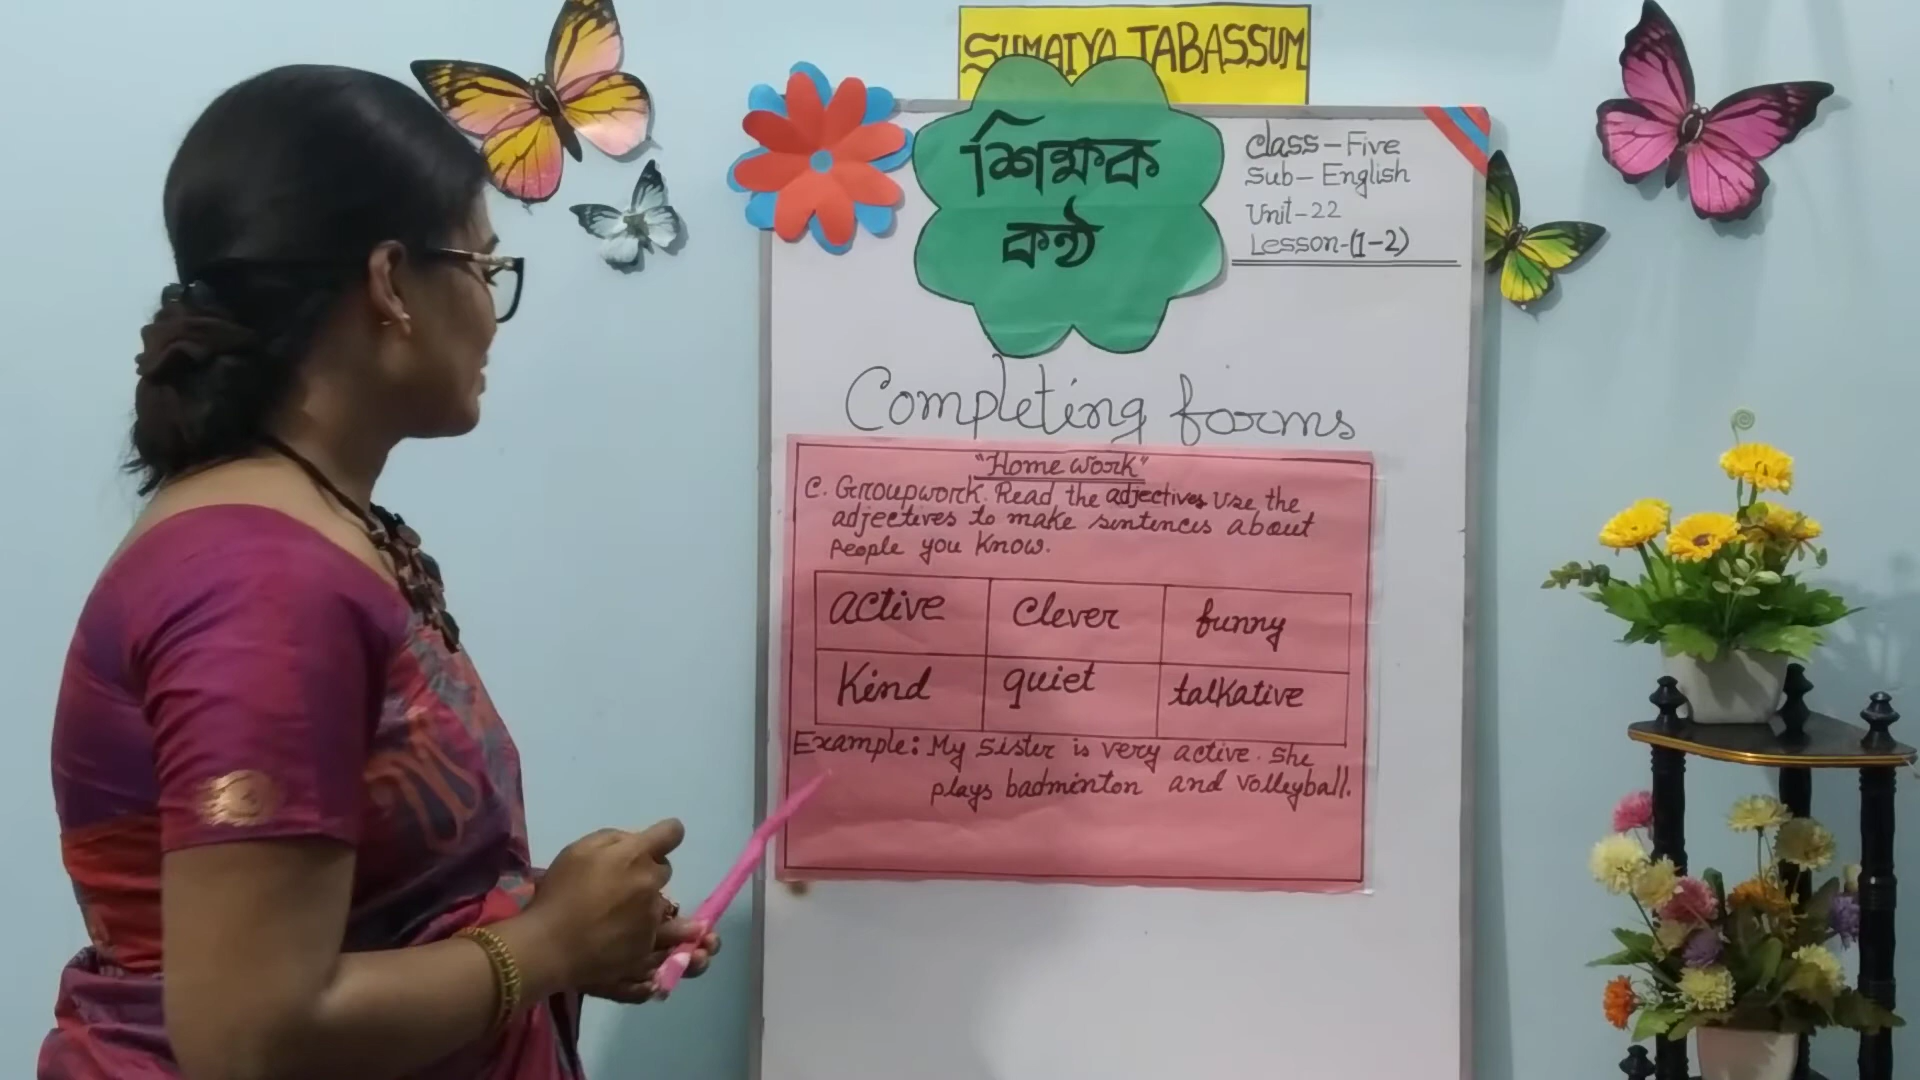 SUMAIYA TABASSUM
শিক্ষক
কণ্ঠ
Class-Five
Sub-English
Unit-22
Lesson-(1-2)
Completing forms
"Home Work"
C. Groupwork. Read the adjectives Use the
adjectives to make sentences about
People you Know.
active clever funny
Kind quiet talkative
Example: My Sister is very active. She
plays badminton and volleyball.